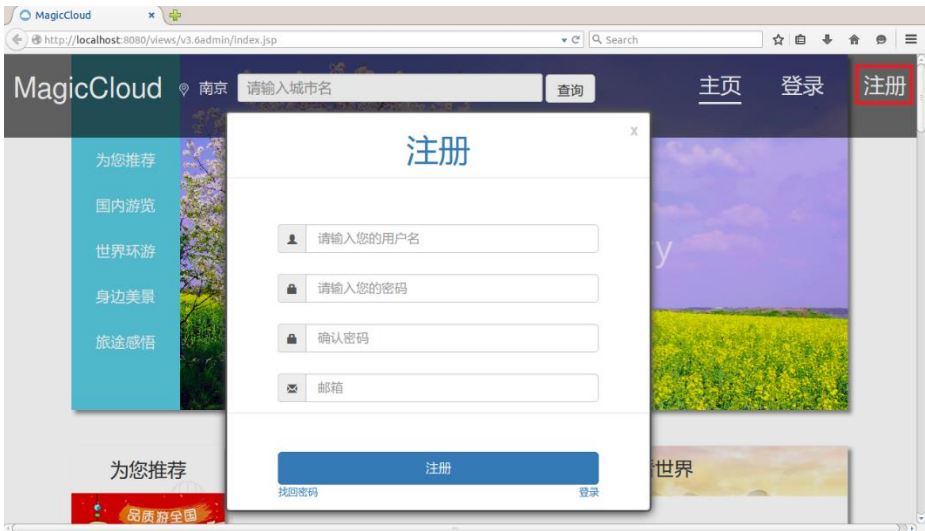 MagicCloud
http://localhost:8080/views/v3.6admin/index.jsp
Search
MagicCloud 南京 请输入城市名 查询 主页 登录 注册
注册 x
为您推荐
国内游览
世界环游
身边美景
旅途感悟
请输入您的用户名
请输入您的密码
确认密码
邮箱
y
注册
找回密码 登录
为您推荐
世界
品质游全国